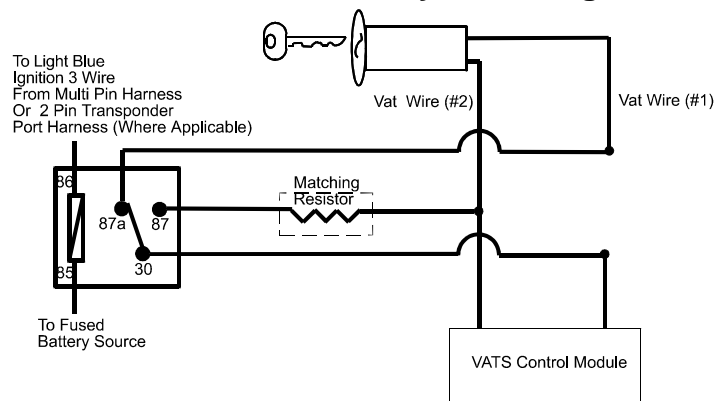 To Light Blue
Ignition 3 Wire
From Multi Pin Harness
Or 2 Pin Transponder
Port Harness (Where Applicable)
Vat Wire (#2)
Vat Wire (#1)
86
87a
87
30
85
Matching
Resistor
To Fused
Battery Source
VATS Control Module